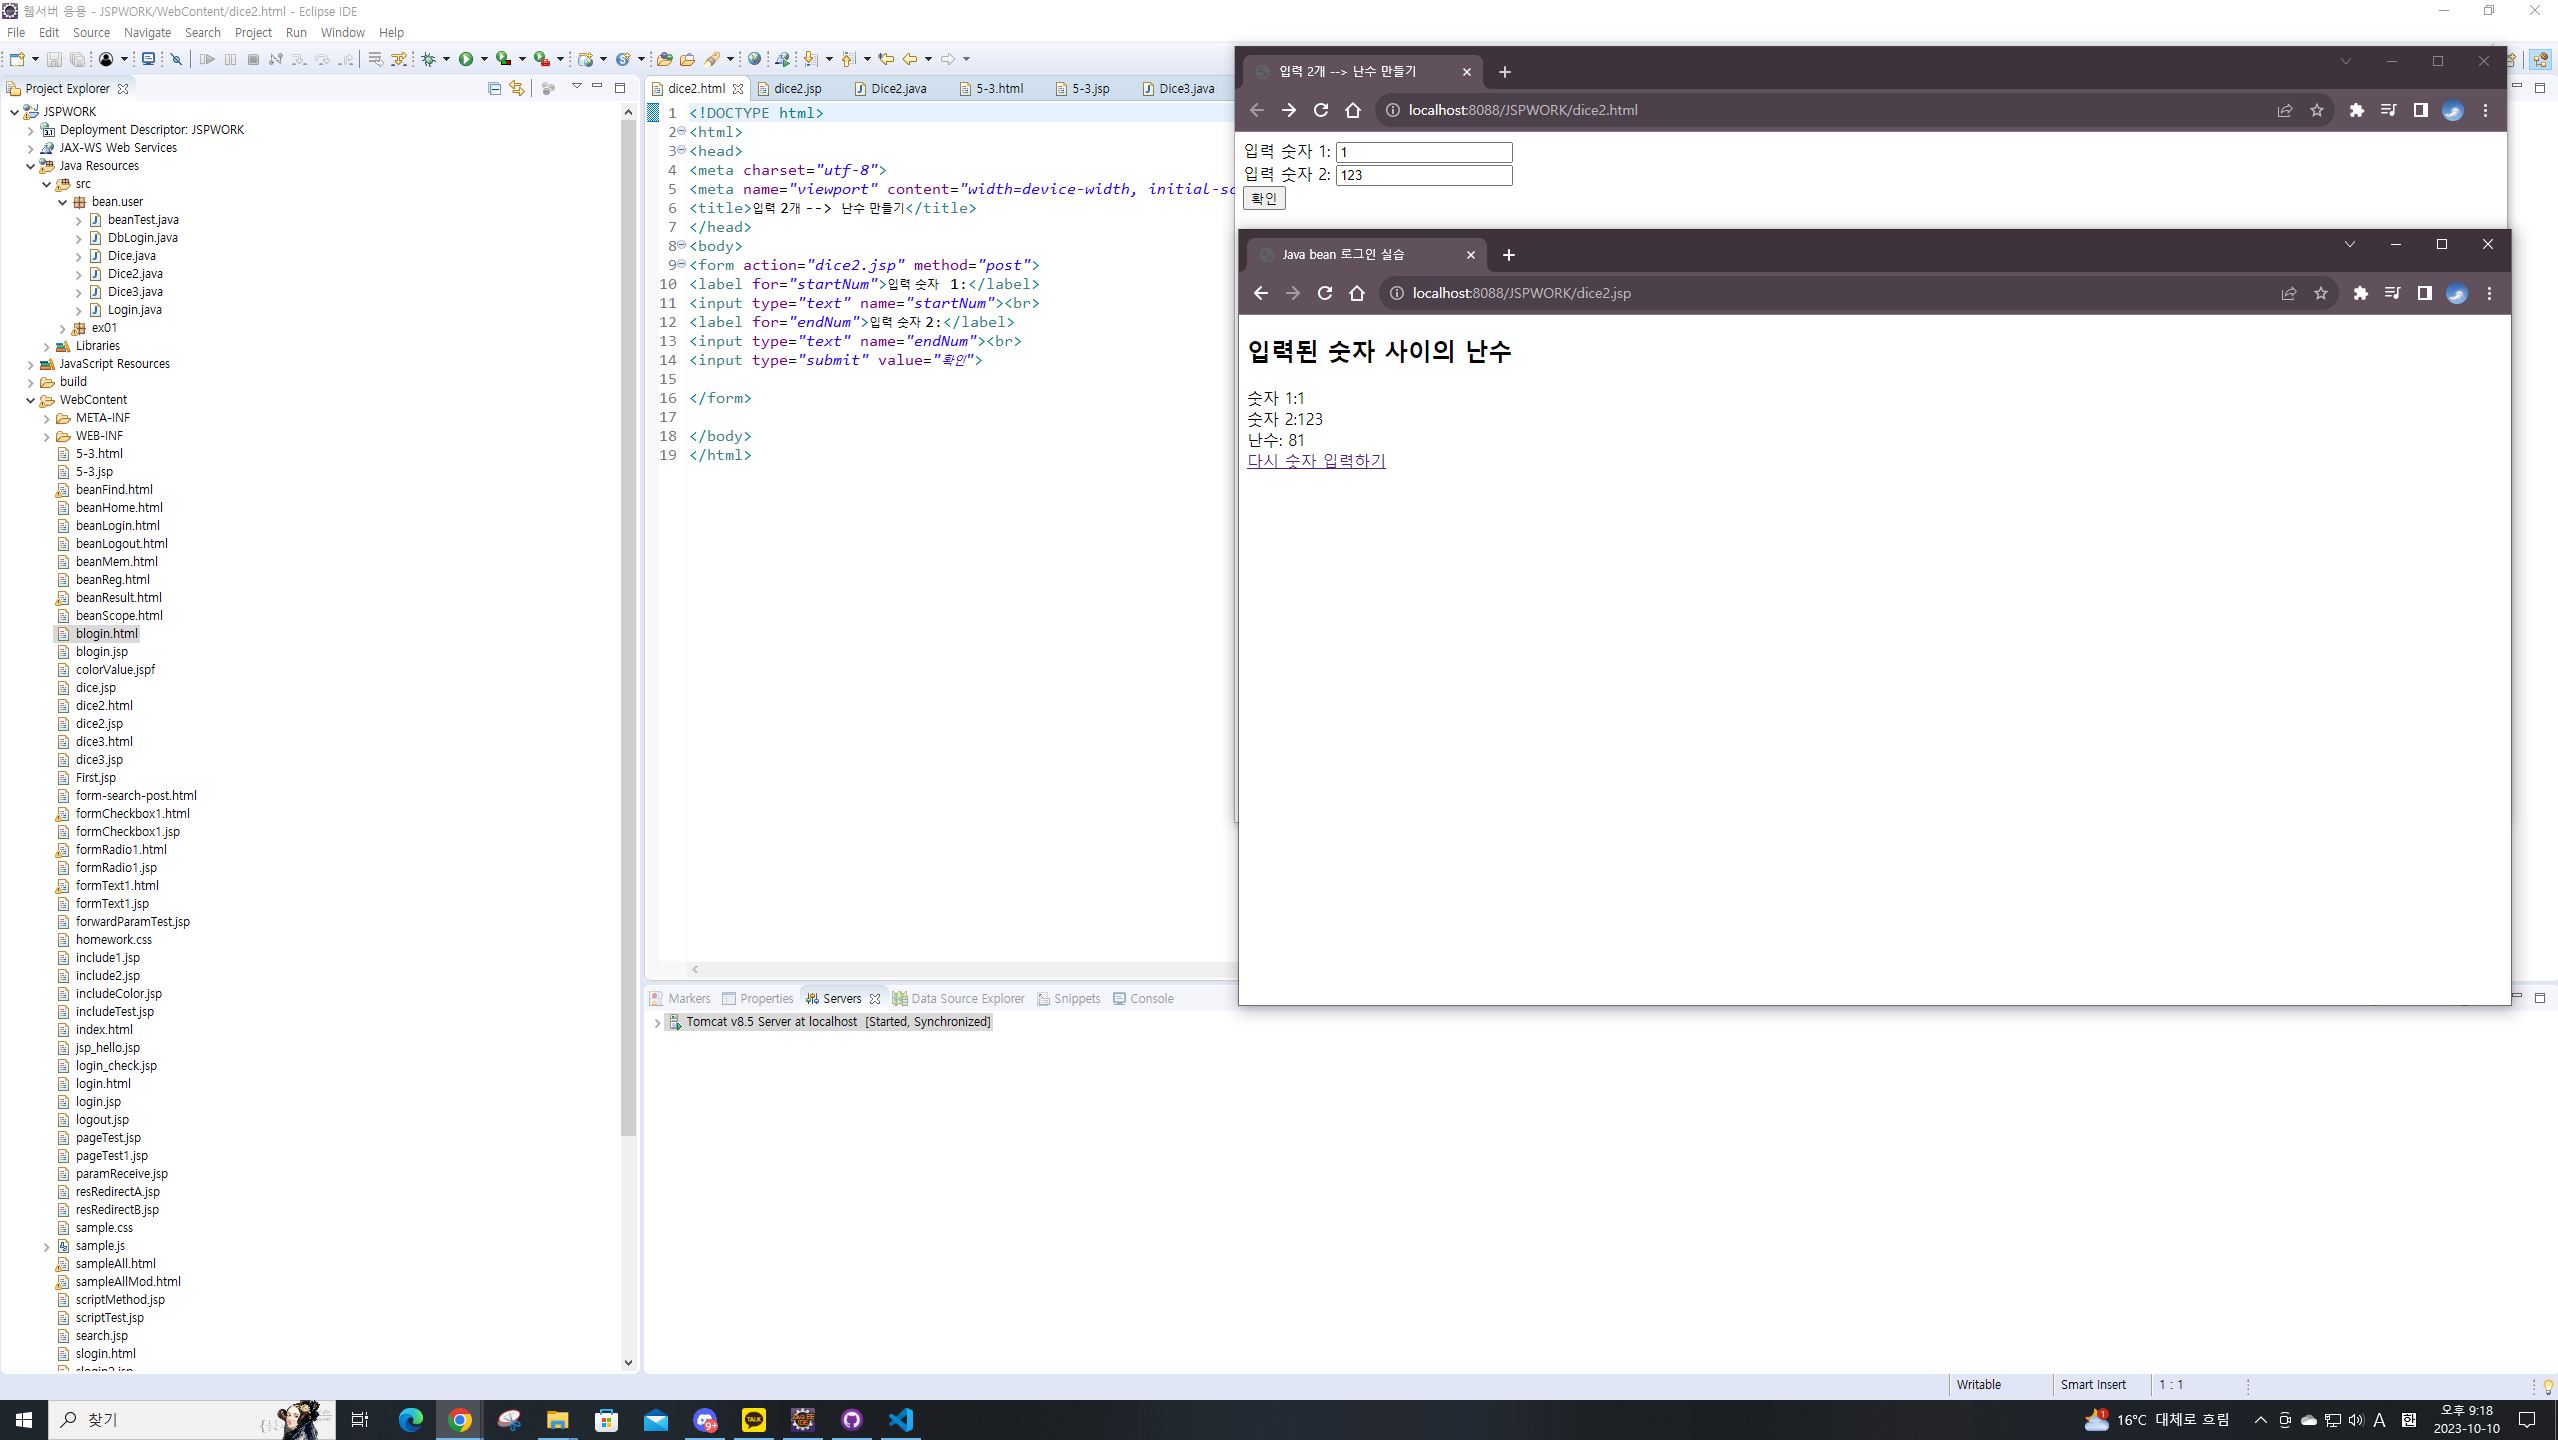 웹서버 응용 - JSPWORK/WebContent/dice2.html - Eclipse IDE
File Edit Source Navigate Search Project Run Window Help
Project Explorer
JSPWORK
Deployment Descriptor: JSPWORK
JAX-WS Web Services
Java Resources
src
bean.user
beanTest.java
DbLogin.java
Dice.java
Dice2.java
Dice3.java
Login.java
ex01
Libraries
JavaScript Resources
build
WebContent
META-INF
WEB-INF
5-3.html
5-3.jsp
beanFind.html
beanHome.html
beanLogin.html
beanLogout.html
beanMem.html
beanReg.html
beanResult.html
beanScope.html
blogin.html
blogin.jsp
colorValue.jspf
dice.jsp
dice2.html
dice2.jsp
dice3.html
dice3.jsp
First.jsp
form-search-post.html
formCheckbox1.html
formCheckbox1.jsp
formRadio1.html
formRadio1.jsp
formText1.html
formText1.jsp
forwardParamTest.jsp
homework.css
include1.jsp
include2.jsp
includeColor.jsp
includeTest.jsp
index.html
jsp_hello.jsp
login_check.jsp
login.html
login.jsp
logout.jsp
pageTest.jsp
pageTest1.jsp
paramReceive.jsp
resRedirectA.jsp
resRedirectB.jsp
sample.css
sample.js
sampleAll.html
sampleAllMod.html
scriptMethod.jsp
scriptTest.jsp
search.jsp
slogin.html
slogin2.jsp
dice2.html dice2.jsp Dice2.java 5-3.html 5-3.jsp Dice3.java
1 <!DOCTYPE html>
2 <html>
3 <head>
4 <meta charset="utf-8">
5 <meta name="viewport" content="width=device-width, initial-sc
6 <title>입력 2개 --> 난수 만들기</title>
7 </head>
8 <body>
9 <form action="dice2.jsp" method="post">
10 <label for="startNum">입력 숫자 1:</label>
11 <input type="text" name="startNum"><br>
12 <label for="endNum">입력 숫자 2:</label>
13 <input type="text" name="endNum"><br>
14 <input type="submit" value="확인">
15
16 </form>
17
18 </body>
19 </html>
Markers Properties Servers Data Source Explorer Snippets Console
Tomcat v8.5 Server at localhost [Started, Synchronized]
입력 2개 --> 난수 만들기
localhost:8088/JSPWORK/dice2.html
입력 숫자 1: 1
입력 숫자 2: 123
확인
Java bean 로그인 실습
localhost:8088/JSPWORK/dice2.jsp
입력된 숫자 사이의 난수
숫자 1:1
숫자 2:123
난수: 81
다시 숫자 입력하기
Writable Smart Insert 1 : 1
찾기
9+
TALK
1
16°C 대체로 흐림
A
한
오후 9:18
2023-10-10